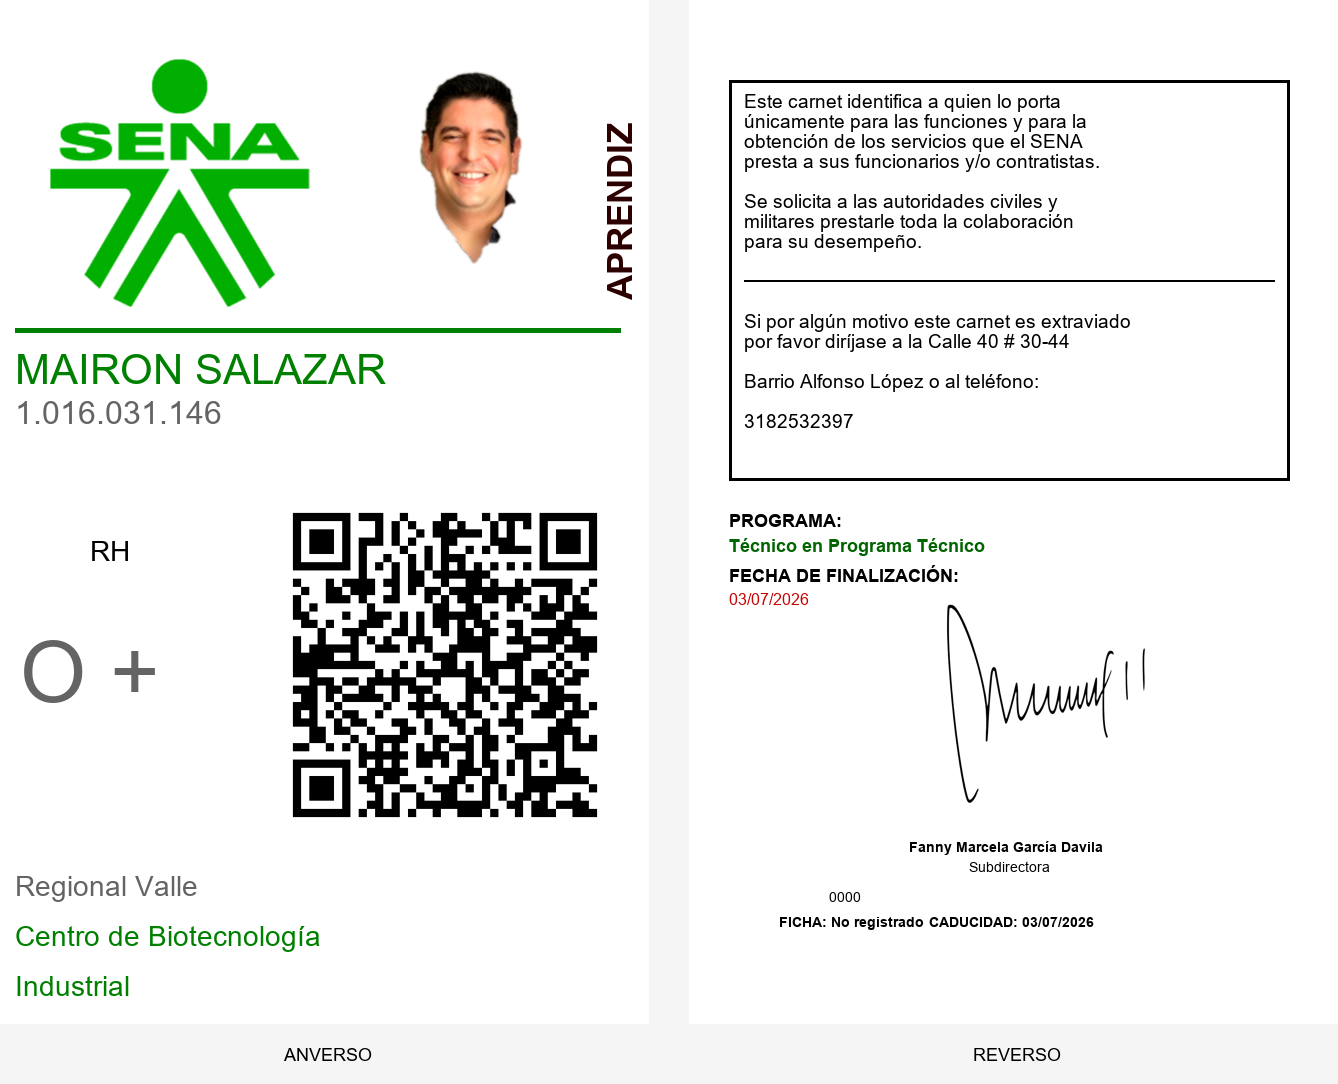 SENA
APRENDIZ
MAIRON SALAZAR
1.016.031.146
RH
O +
Regional Valle
Centro de Biotecnología
Industrial
ANVERSO
Este carnet identifica a quien lo porta
únicamente para las funciones y para la
obtención de los servicios que el SENA
presta a sus funcionarios y/o contratistas.
Se solicita a las autoridades civiles y
militares prestarle toda la colaboración
para su desempeño.
Si por algún motivo este carnet es extraviado
por favor diríjase a la Calle 40 # 30-44
Barrio Alfonso López o al teléfono:
3182532397
PROGRAMA:
Técnico en Programa Técnico
FECHA DE FINALIZACIÓN:
03/07/2026
Fanny Marcela García Davila
Subdirectora
0000
FICHA: No registrado CADUCIDAD: 03/07/2026
REVERSO